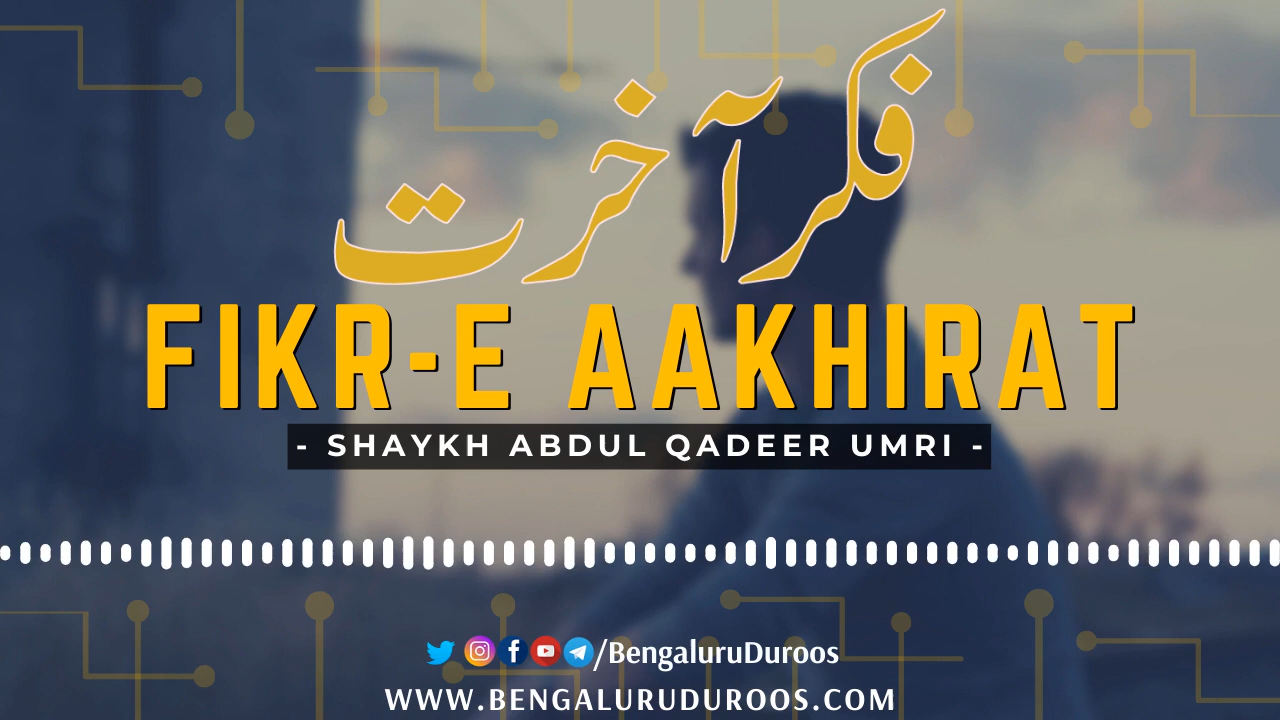 فکر آخرت
FIKR-E AAKHIRAT
- SHAYKH ABDUL QADEER UMRI -
/BengaluruDuroos
WWW.BENGALURUDUROOS.COM